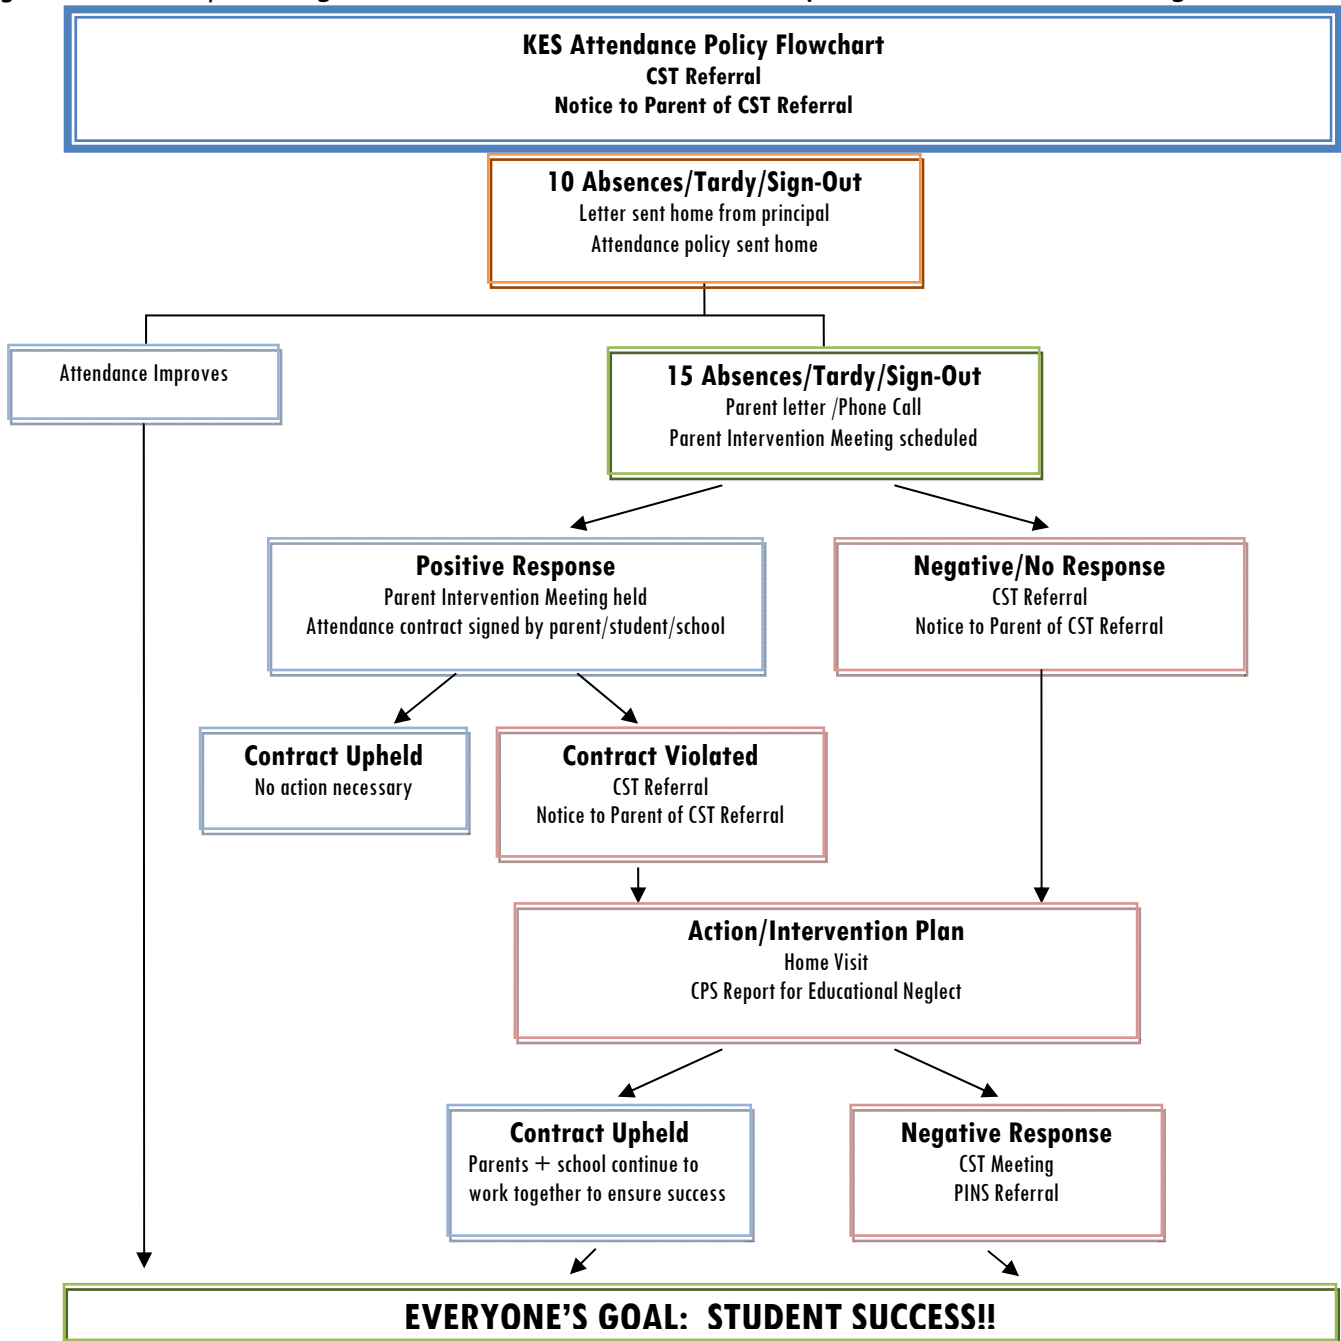 KES Attendance Policy Flowchart
CST Referral
Notice to Parent of CST Referral
10 Absences/Tardy/Sign-Out
Letter sent home from principal
Attendance policy sent home
Attendance Improves
15 Absences/Tardy/Sign-Out
Parent letter /Phone Call
Parent Intervention Meeting scheduled
Positive Response
Parent Intervention Meeting held
Attendance contract signed by parent/student/school
Negative/No Response
CST Referral
Notice to Parent of CST Referral
Contract Upheld
No action necessary
Contract Violated
CST Referral
Notice to Parent of CST Referral
Action/Intervention Plan
Home Visit
CPS Report for Educational Neglect
Contract Upheld
Parents + school continue to
work together to ensure success
Negative Response
CST Meeting
PINS Referral
EVERYONE'S GOAL:  STUDENT SUCCESS!!